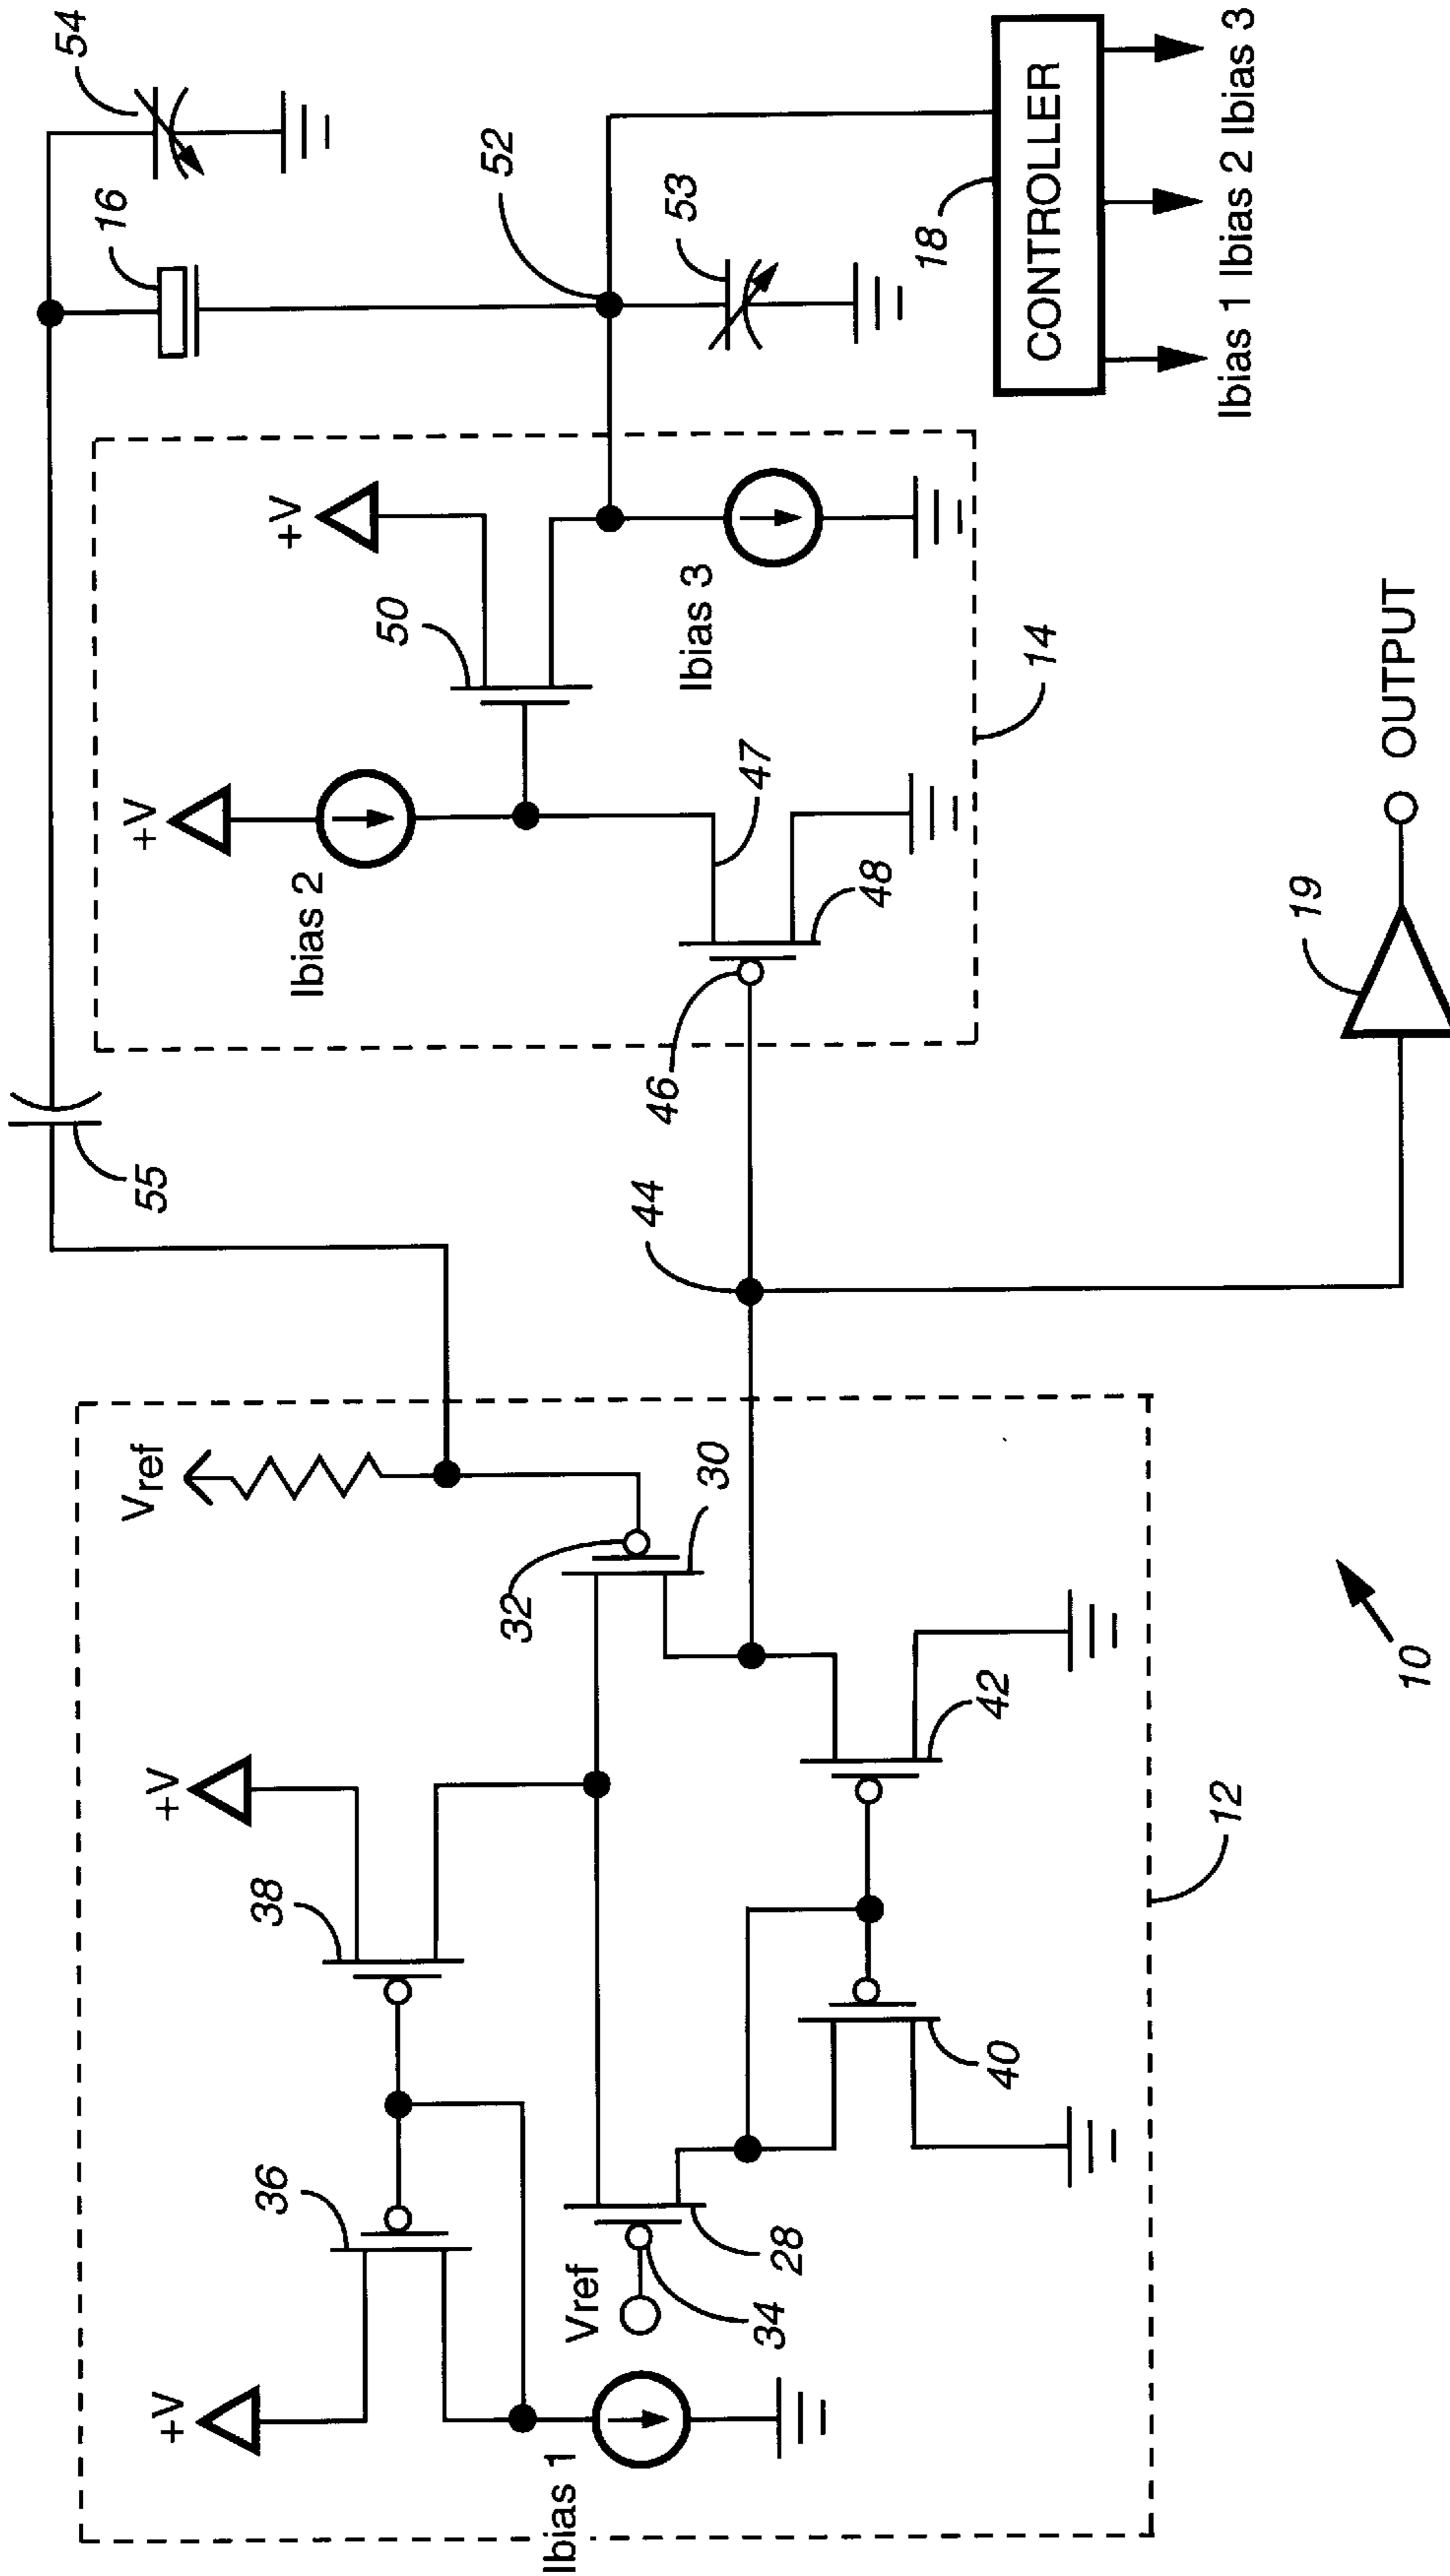 +V
36
Ibias 1
Vref
34
28
38
+V
40
42
12
Vref
32
30
10
44
55
46
48
47
Ibias 2
+V
50
+V
Ibias 3
14
19
OUTPUT
16
54
52
53
18
CONTROLLER
Ibias 1 Ibias 2 Ibias 3